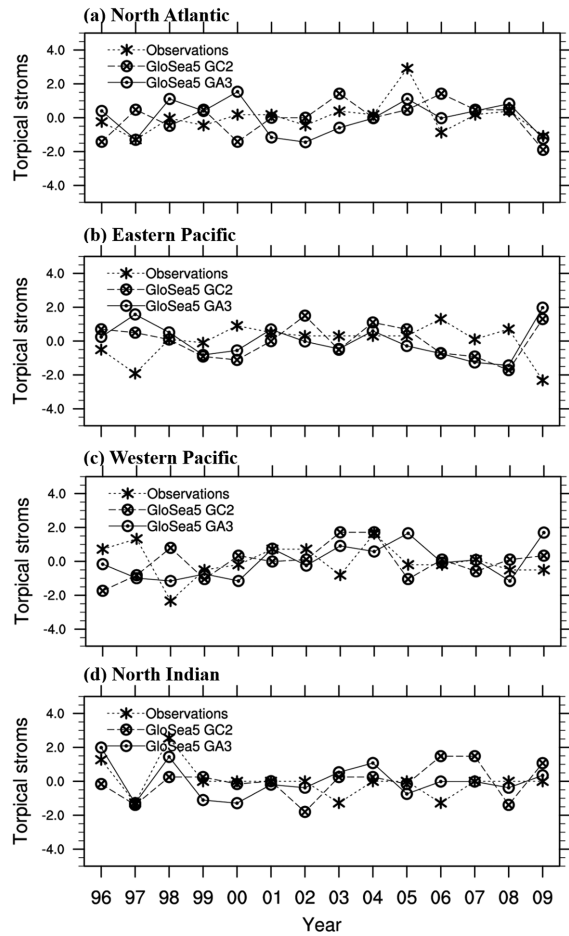 (a) North Atlantic
4.0
2.0
0.0
-2.0
-4.0
Torpical stroms
Observations
GloSea5 GC2
GloSea5 GA3
(b) Eastern Pacific
4.0
2.0
0.0
-2.0
-4.0
Torpical stroms
Observations
GloSea5 GC2
GloSea5 GA3
(c) Western Pacific
4.0
2.0
0.0
-2.0
-4.0
Torpical stroms
Observations
GloSea5 GC2
GloSea5 GA3
(d) North Indian
4.0
2.0
0.0
-2.0
-4.0
Torpical stroms
Observations
GloSea5 GC2
GloSea5 GA3
96 97 98 99 00 01 02 03 04 05 06 07 08 09
Year